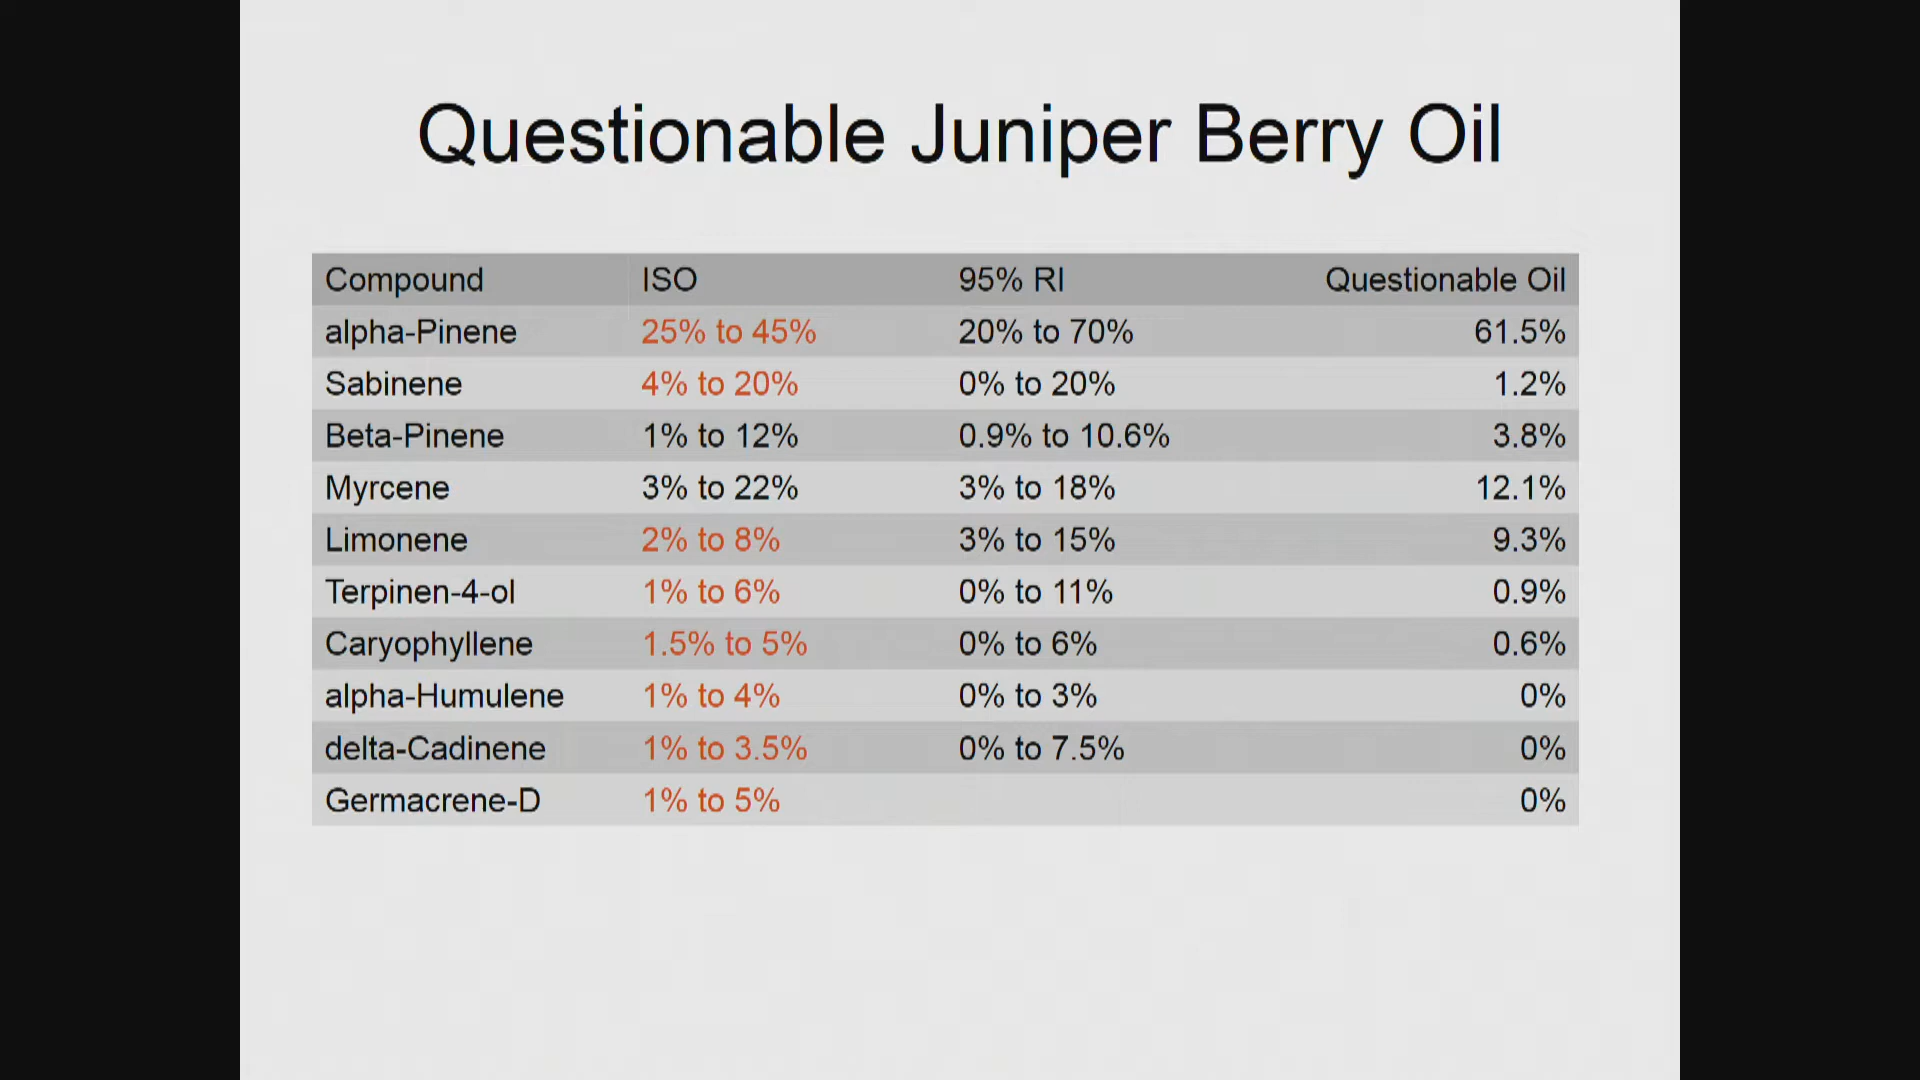 Questionable Juniper Berry Oil
Compound ISO 95% RI Questionable Oil
alpha-Pinene 25% to 45% 20% to 70% 61.5%
Sabinene 4% to 20% 0% to 20% 1.2%
Beta-Pinene 1% to 12% 0.9% to 10.6% 3.8%
Myrcene 3% to 22% 3% to 18% 12.1%
Limonene 2% to 8% 3% to 15% 9.3%
Terpinen-4-ol 1% to 6% 0% to 11% 0.9%
Caryophyllene 1.5% to 5% 0% to 6% 0.6%
alpha-Humulene 1% to 4% 0% to 3% 0%
delta-Cadinene 1% to 3.5% 0% to 7.5% 0%
Germacrene-D 1% to 5% 0%